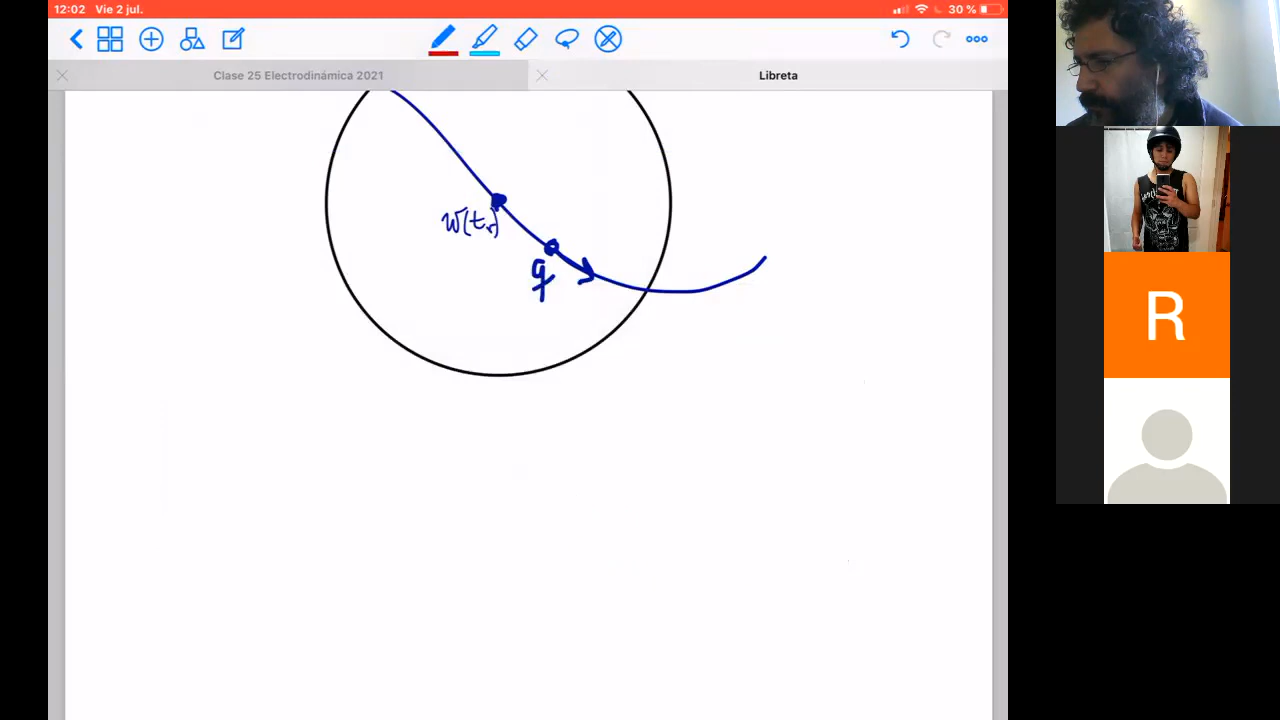 12:02 Vie 2 jul.
30 %
Clase 25 Electrodinámica 2021
Libreta
w(tᵣ)
q
R